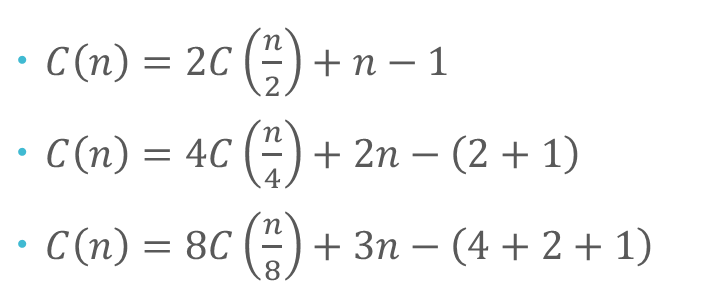 • C(n) = 2C(n/2) + n − 1
• C(n) = 4C(n/4) + 2n − (2 + 1)
• C(n) = 8C(n/8) + 3n − (4 + 2 + 1)